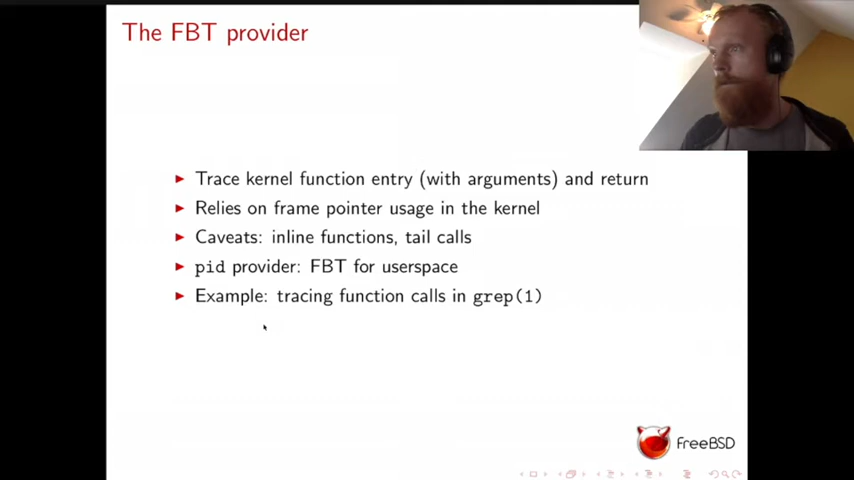 The FBT provider
Trace kernel function entry (with arguments) and return
Relies on frame pointer usage in the kernel
Caveats: inline functions, tail calls
pid provider: FBT for userspace
Example: tracing function calls in grep(1)
FreeBSD